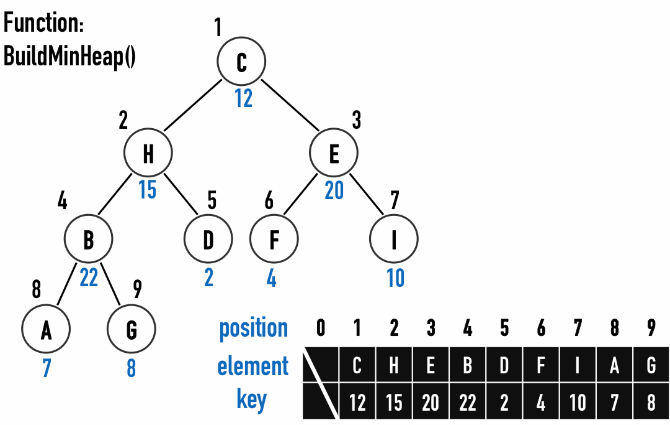 Function:
BuildMinHeap()
1
C
12
2
3
H
E
15
20
4
5
6
7
B
D
F
I
22
2
4
10
8
9
A
G
7
8
position 0 1 2 3 4 5 6 7 8 9
element C H E B D F I A G
key 12 15 20 22 2 4 10 7 8